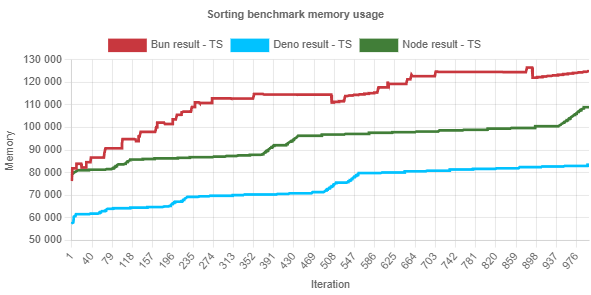 Sorting benchmark memory usage
Bun result - TS Deno result - TS Node result - TS
130 000
120 000
110 000
100 000
90 000
80 000
70 000
60 000
50 000
Memory
1 40 79 118 157 196 235 274 313 352 391 430 469 508 547 586 625 664 703 742 781 820 859 898 937 976
Iteration